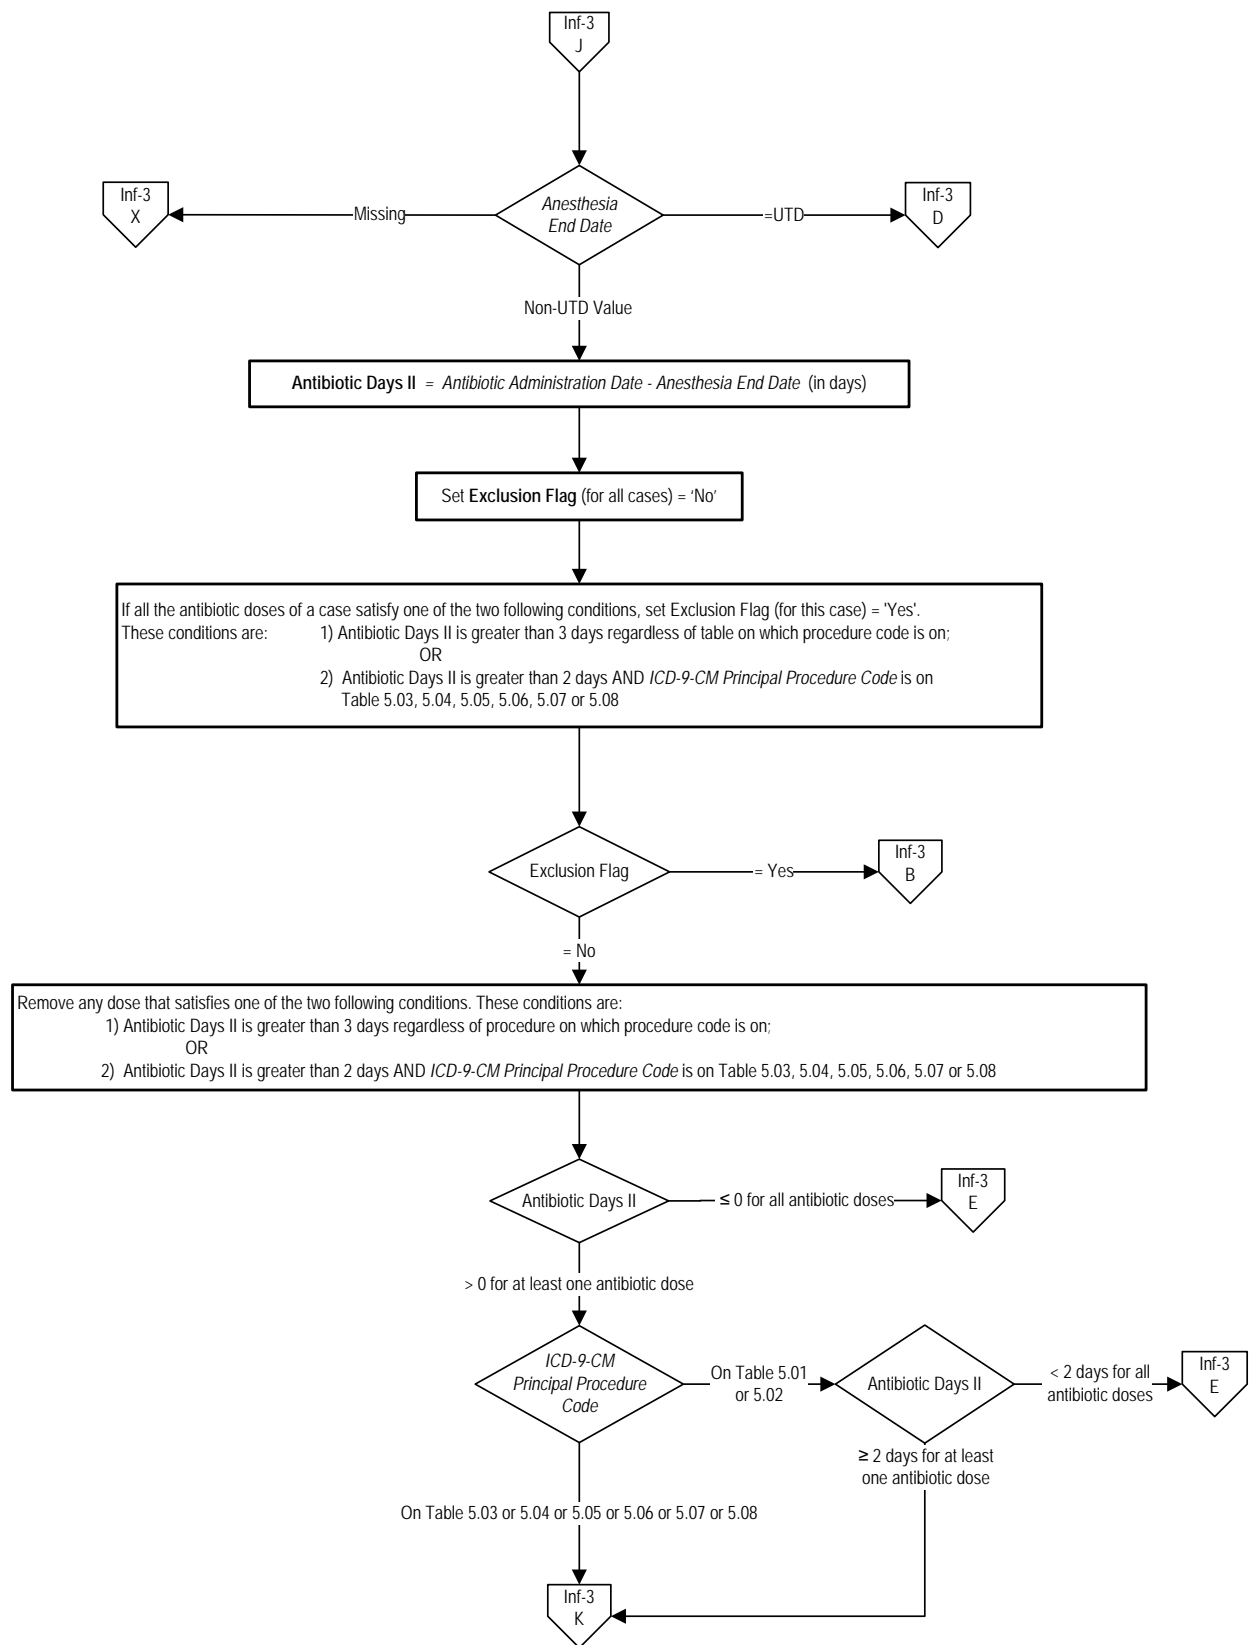 Inf-3
J
Inf-3
X
Missing
Anesthesia
End Date
=UTD
Inf-3
D
Non-UTD Value
Antibiotic Days II = Antibiotic Administration Date - Anesthesia End Date (in days)
Set Exclusion Flag (for all cases) = ‘No’
If all the antibiotic doses of a case satisfy one of the two following conditions, set Exclusion Flag (for this case) = 'Yes'.
These conditions are: 1) Antibiotic Days II is greater than 3 days regardless of table on which procedure code is on;
OR
2) Antibiotic Days II is greater than 2 days AND ICD-9-CM Principal Procedure Code is on
Table 5.03, 5.04, 5.05, 5.06, 5.07 or 5.08
Exclusion Flag
= Yes
Inf-3
B
= No
Remove any dose that satisfies one of the two following conditions. These conditions are:
1) Antibiotic Days II is greater than 3 days regardless of procedure on which procedure code is on;
OR
2) Antibiotic Days II is greater than 2 days AND ICD-9-CM Principal Procedure Code is on Table 5.03, 5.04, 5.05, 5.06, 5.07 or 5.08
Antibiotic Days II
≤ 0 for all antibiotic doses
Inf-3
E
> 0 for at least one antibiotic dose
ICD-9-CM
Principal Procedure
Code
On Table 5.01
or 5.02
Antibiotic Days II
< 2 days for all
antibiotic doses
Inf-3
E
≥ 2 days for at least
one antibiotic dose
On Table 5.03 or 5.04 or 5.05 or 5.06 or 5.07 or 5.08
Inf-3
K